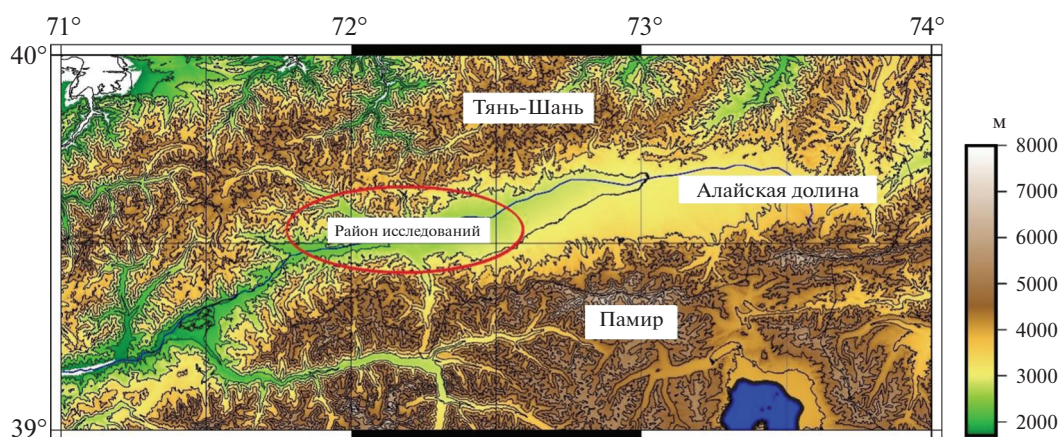 71° 72° 73° 74°
40°
Тянь-Шань
м
8000
Алайская долина
7000
Район исследований
6000
5000
Памир
4000
3000
39°
2000